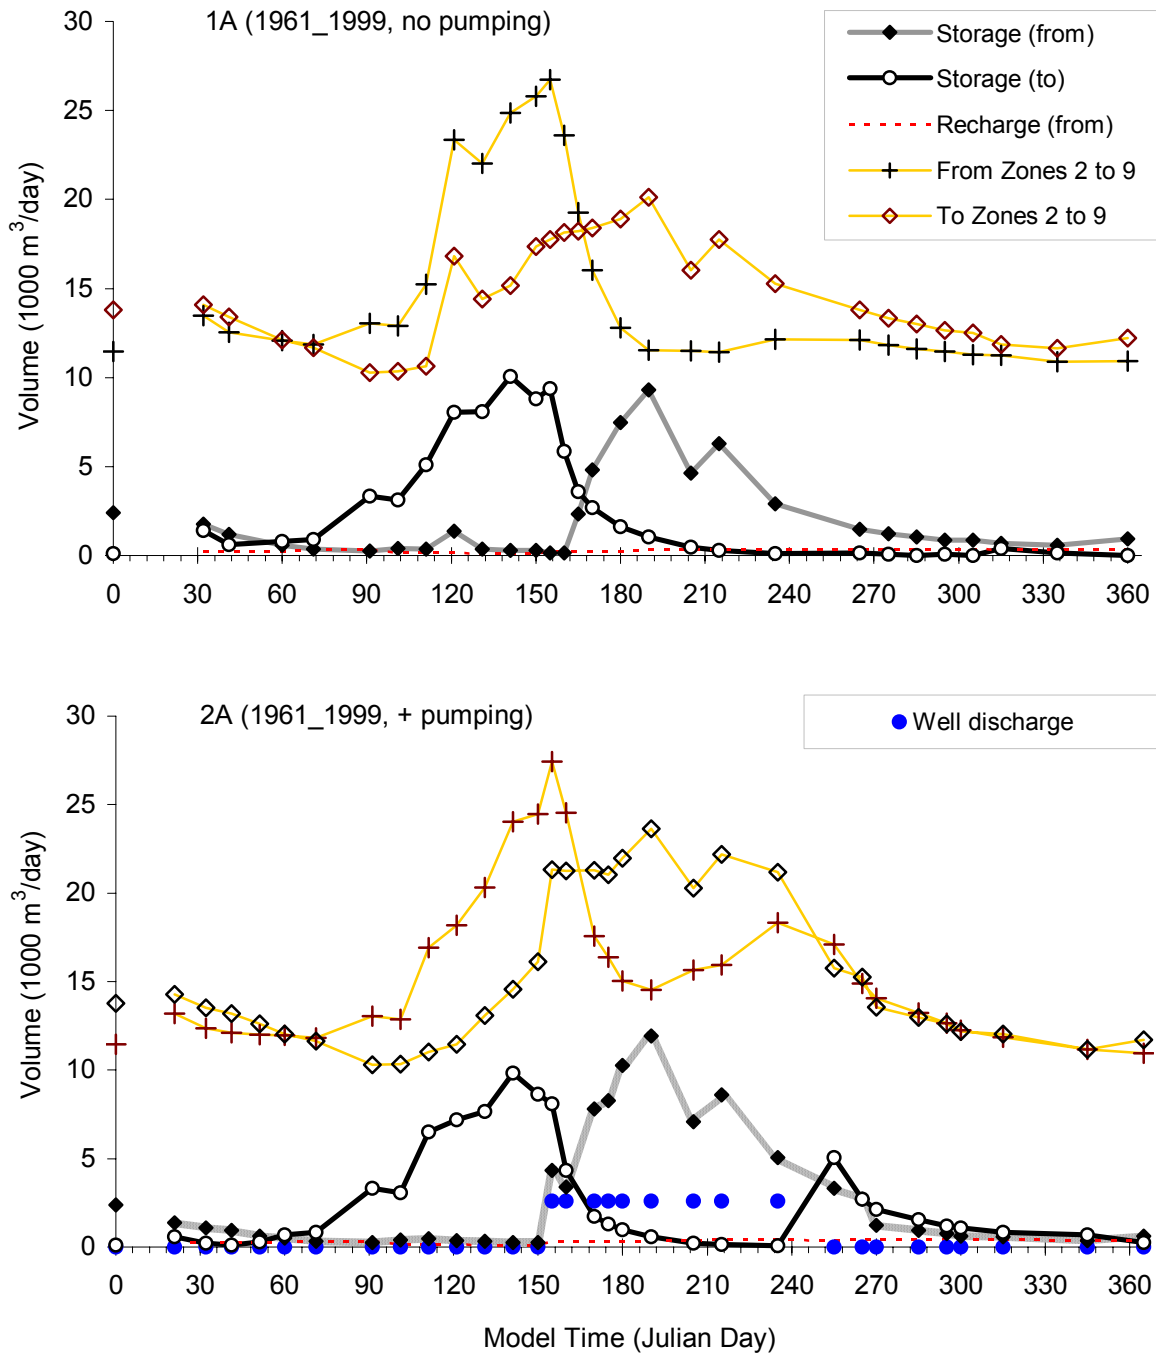 1A (1961_1999, no pumping)
Storage (from)
Storage (to)
Recharge (from)
From Zones 2 to 9
To Zones 2 to 9
Volume (1000 m³/day)
30
25
20
15
10
5
0
0 30 60 90 120 150 180 210 240 270 300 330 360
2A (1961_1999, + pumping)
Well discharge
Volume (1000 m³/day)
30
25
20
15
10
5
0
0 30 60 90 120 150 180 210 240 270 300 330 360
Model Time (Julian Day)